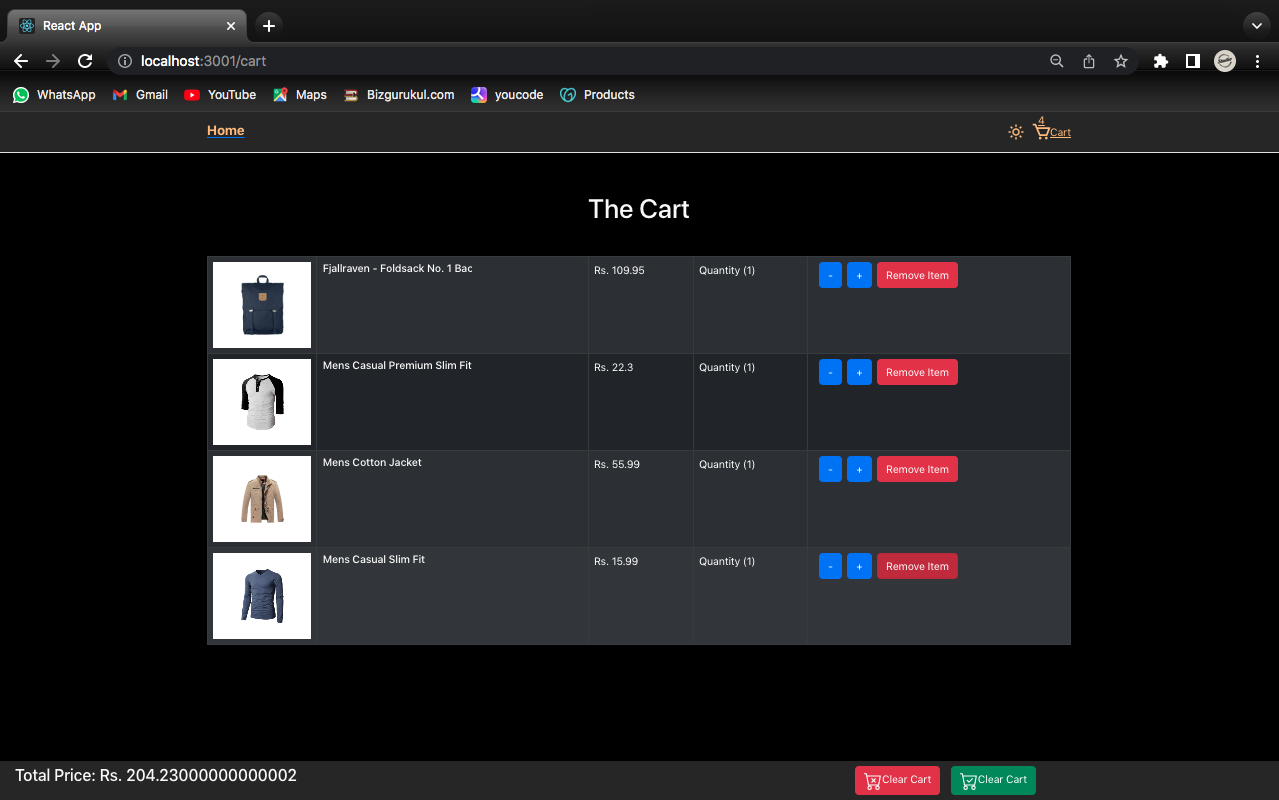 React App
localhost:3001/cart
WhatsApp Gmail YouTube Maps Bizgurukul.com youcode Products
Home 4 Cart
The Cart
Fjallraven - Foldsack No. 1 Bac Rs. 109.95 Quantity (1) - + Remove Item
Mens Casual Premium Slim Fit Rs. 22.3 Quantity (1) - + Remove Item
Mens Cotton Jacket Rs. 55.99 Quantity (1) - + Remove Item
Mens Casual Slim Fit Rs. 15.99 Quantity (1) - + Remove Item
Total Price: Rs. 204.23000000000002 Clear Cart Clear Cart